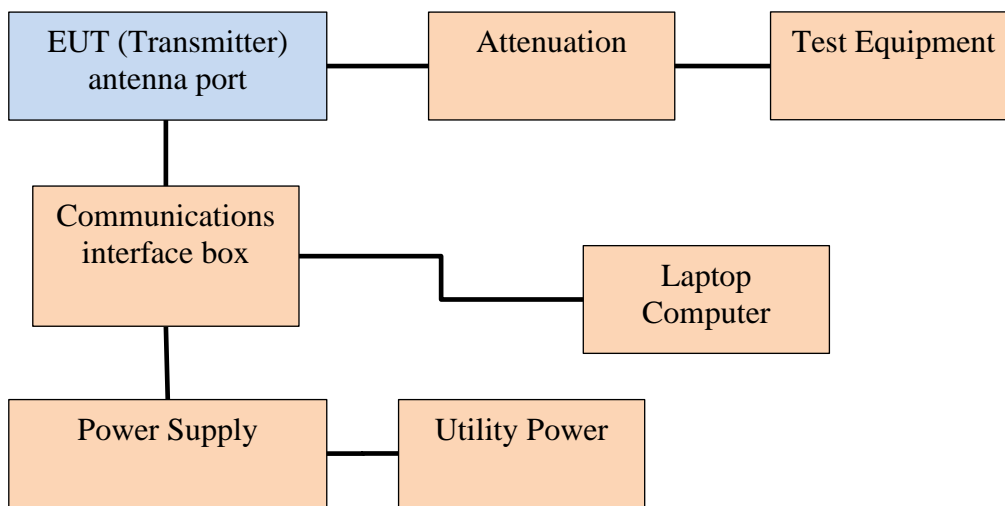 EUT (Transmitter)
antenna port
Attenuation
Test Equipment
Communications
interface box
Laptop
Computer
Power Supply
Utility Power